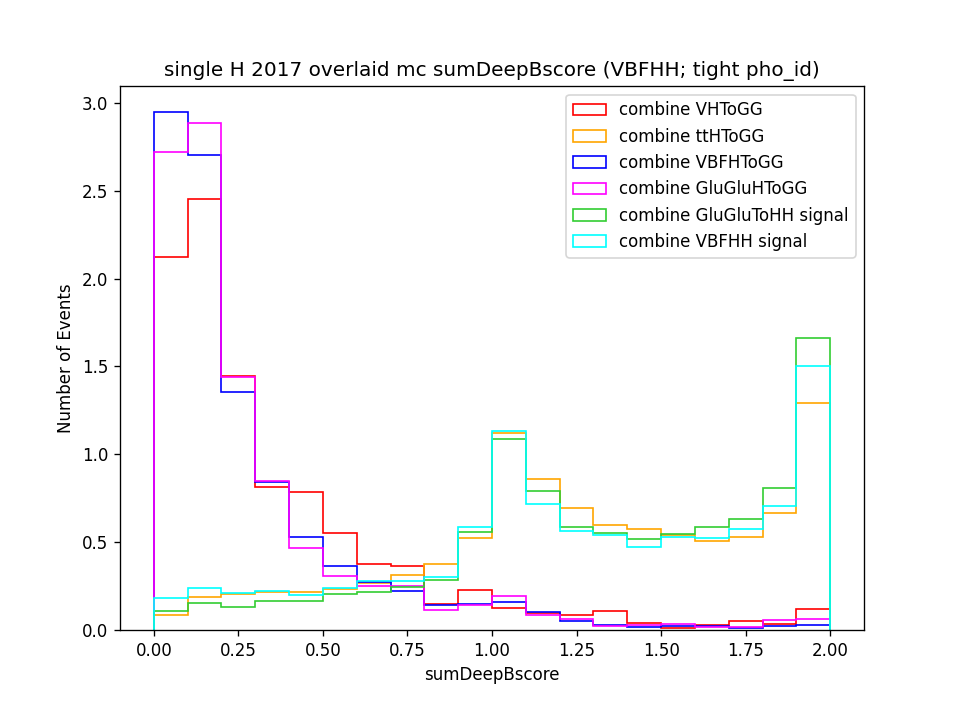 single H 2017 overlaid mc sumDeepBscore (VBFHH; tight pho_id)
combine VHToGG
combine ttHToGG
combine VBFHToGG
combine GluGluHToGG
combine GluGluToHH signal
combine VBFHH signal
Number of Events
3.0
2.5
2.0
1.5
1.0
0.5
0.0
0.00 0.25 0.50 0.75 1.00 1.25 1.50 1.75 2.00
sumDeepBscore